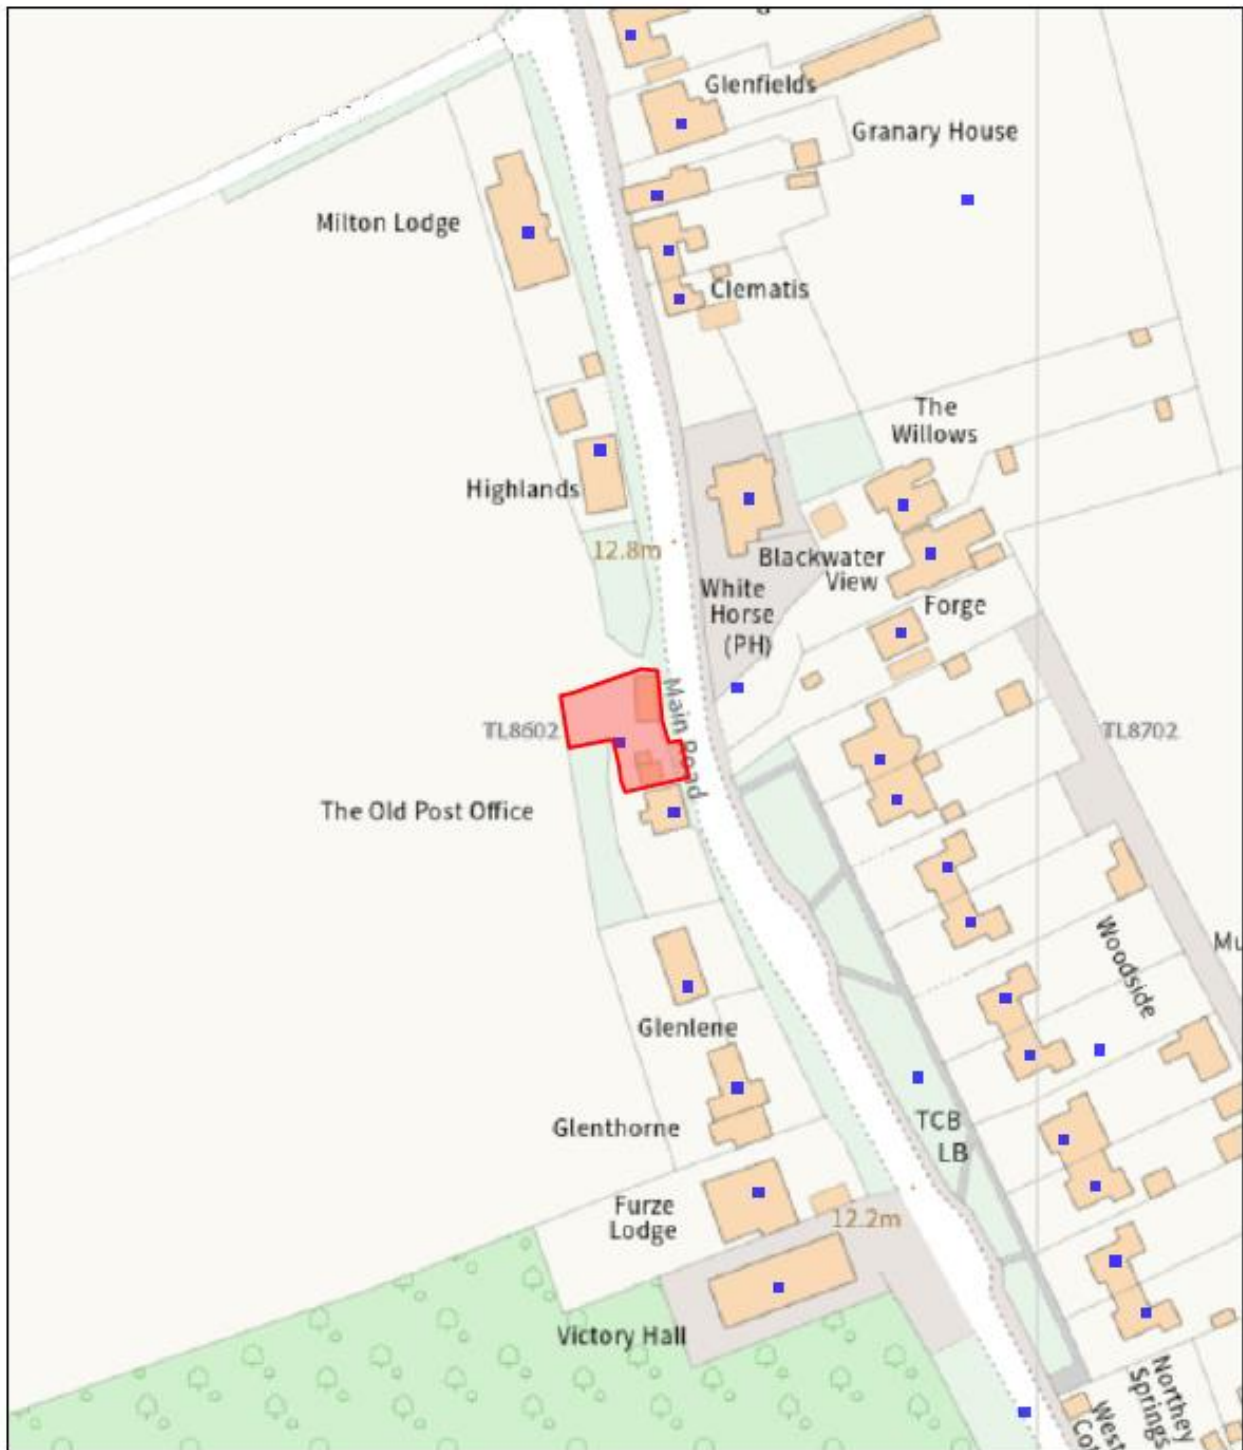 Glenfields
Granary House
Milton Lodge
Clematis
The
Willows
Highlands
12.8m
Blackwater
View
White
Horse
(PH)
Forge
Main Road
TL8602
TL8702
The Old Post Office
Woodside
Glenlene
TCB
LB
Glenthorne
Furze
Lodge
12.2m
Victory Hall
Northey
Springs
West